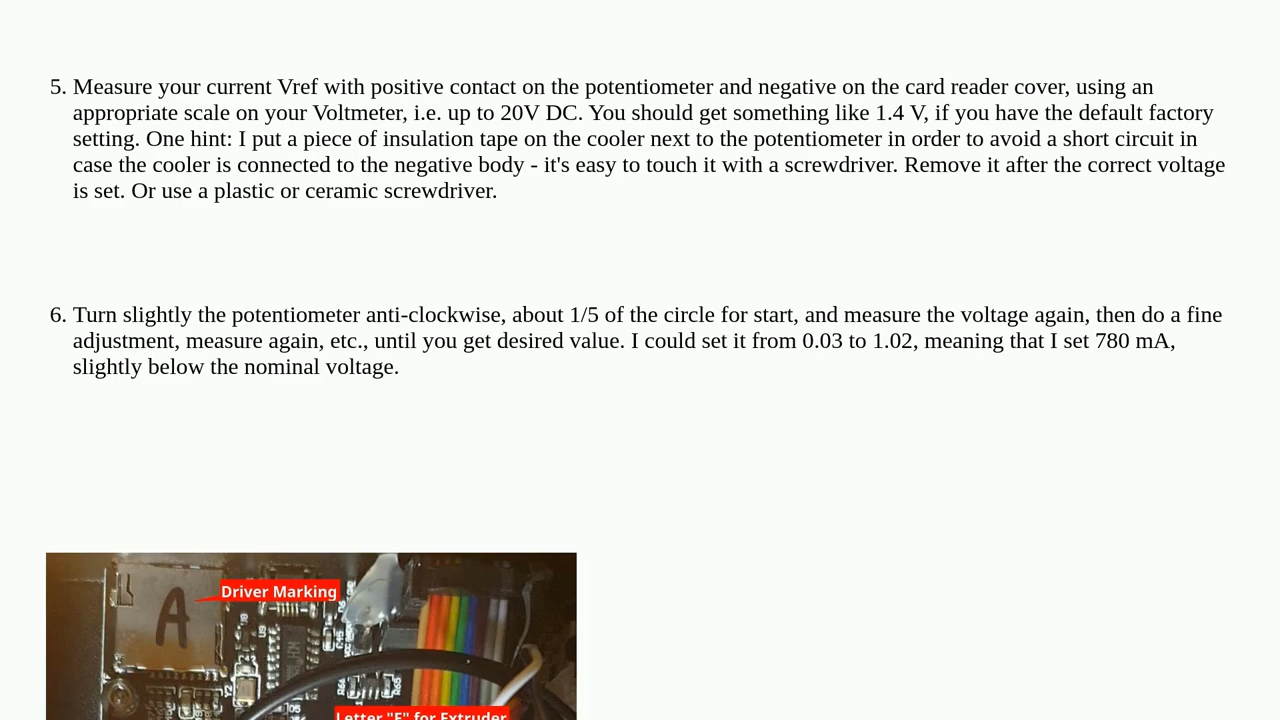 5. Measure your current Vref with positive contact on the potentiometer and negative on the card reader cover, using an
appropriate scale on your Voltmeter, i.e. up to 20V DC. You should get something like 1.4 V, if you have the default factory
setting. One hint: I put a piece of insulation tape on the cooler next to the potentiometer in order to avoid a short circuit in
case the cooler is connected to the negative body - it's easy to touch it with a screwdriver. Remove it after the correct voltage
is set. Or use a plastic or ceramic screwdriver.
6. Turn slightly the potentiometer anti-clockwise, about 1/5 of the circle for start, and measure the voltage again, then do a fine
adjustment, measure again, etc., until you get desired value. I could set it from 0.03 to 1.02, meaning that I set 780 mA,
slightly below the nominal voltage.
Driver Marking
A
U9
Y2
R64
R65
Letter "E" for Extruder